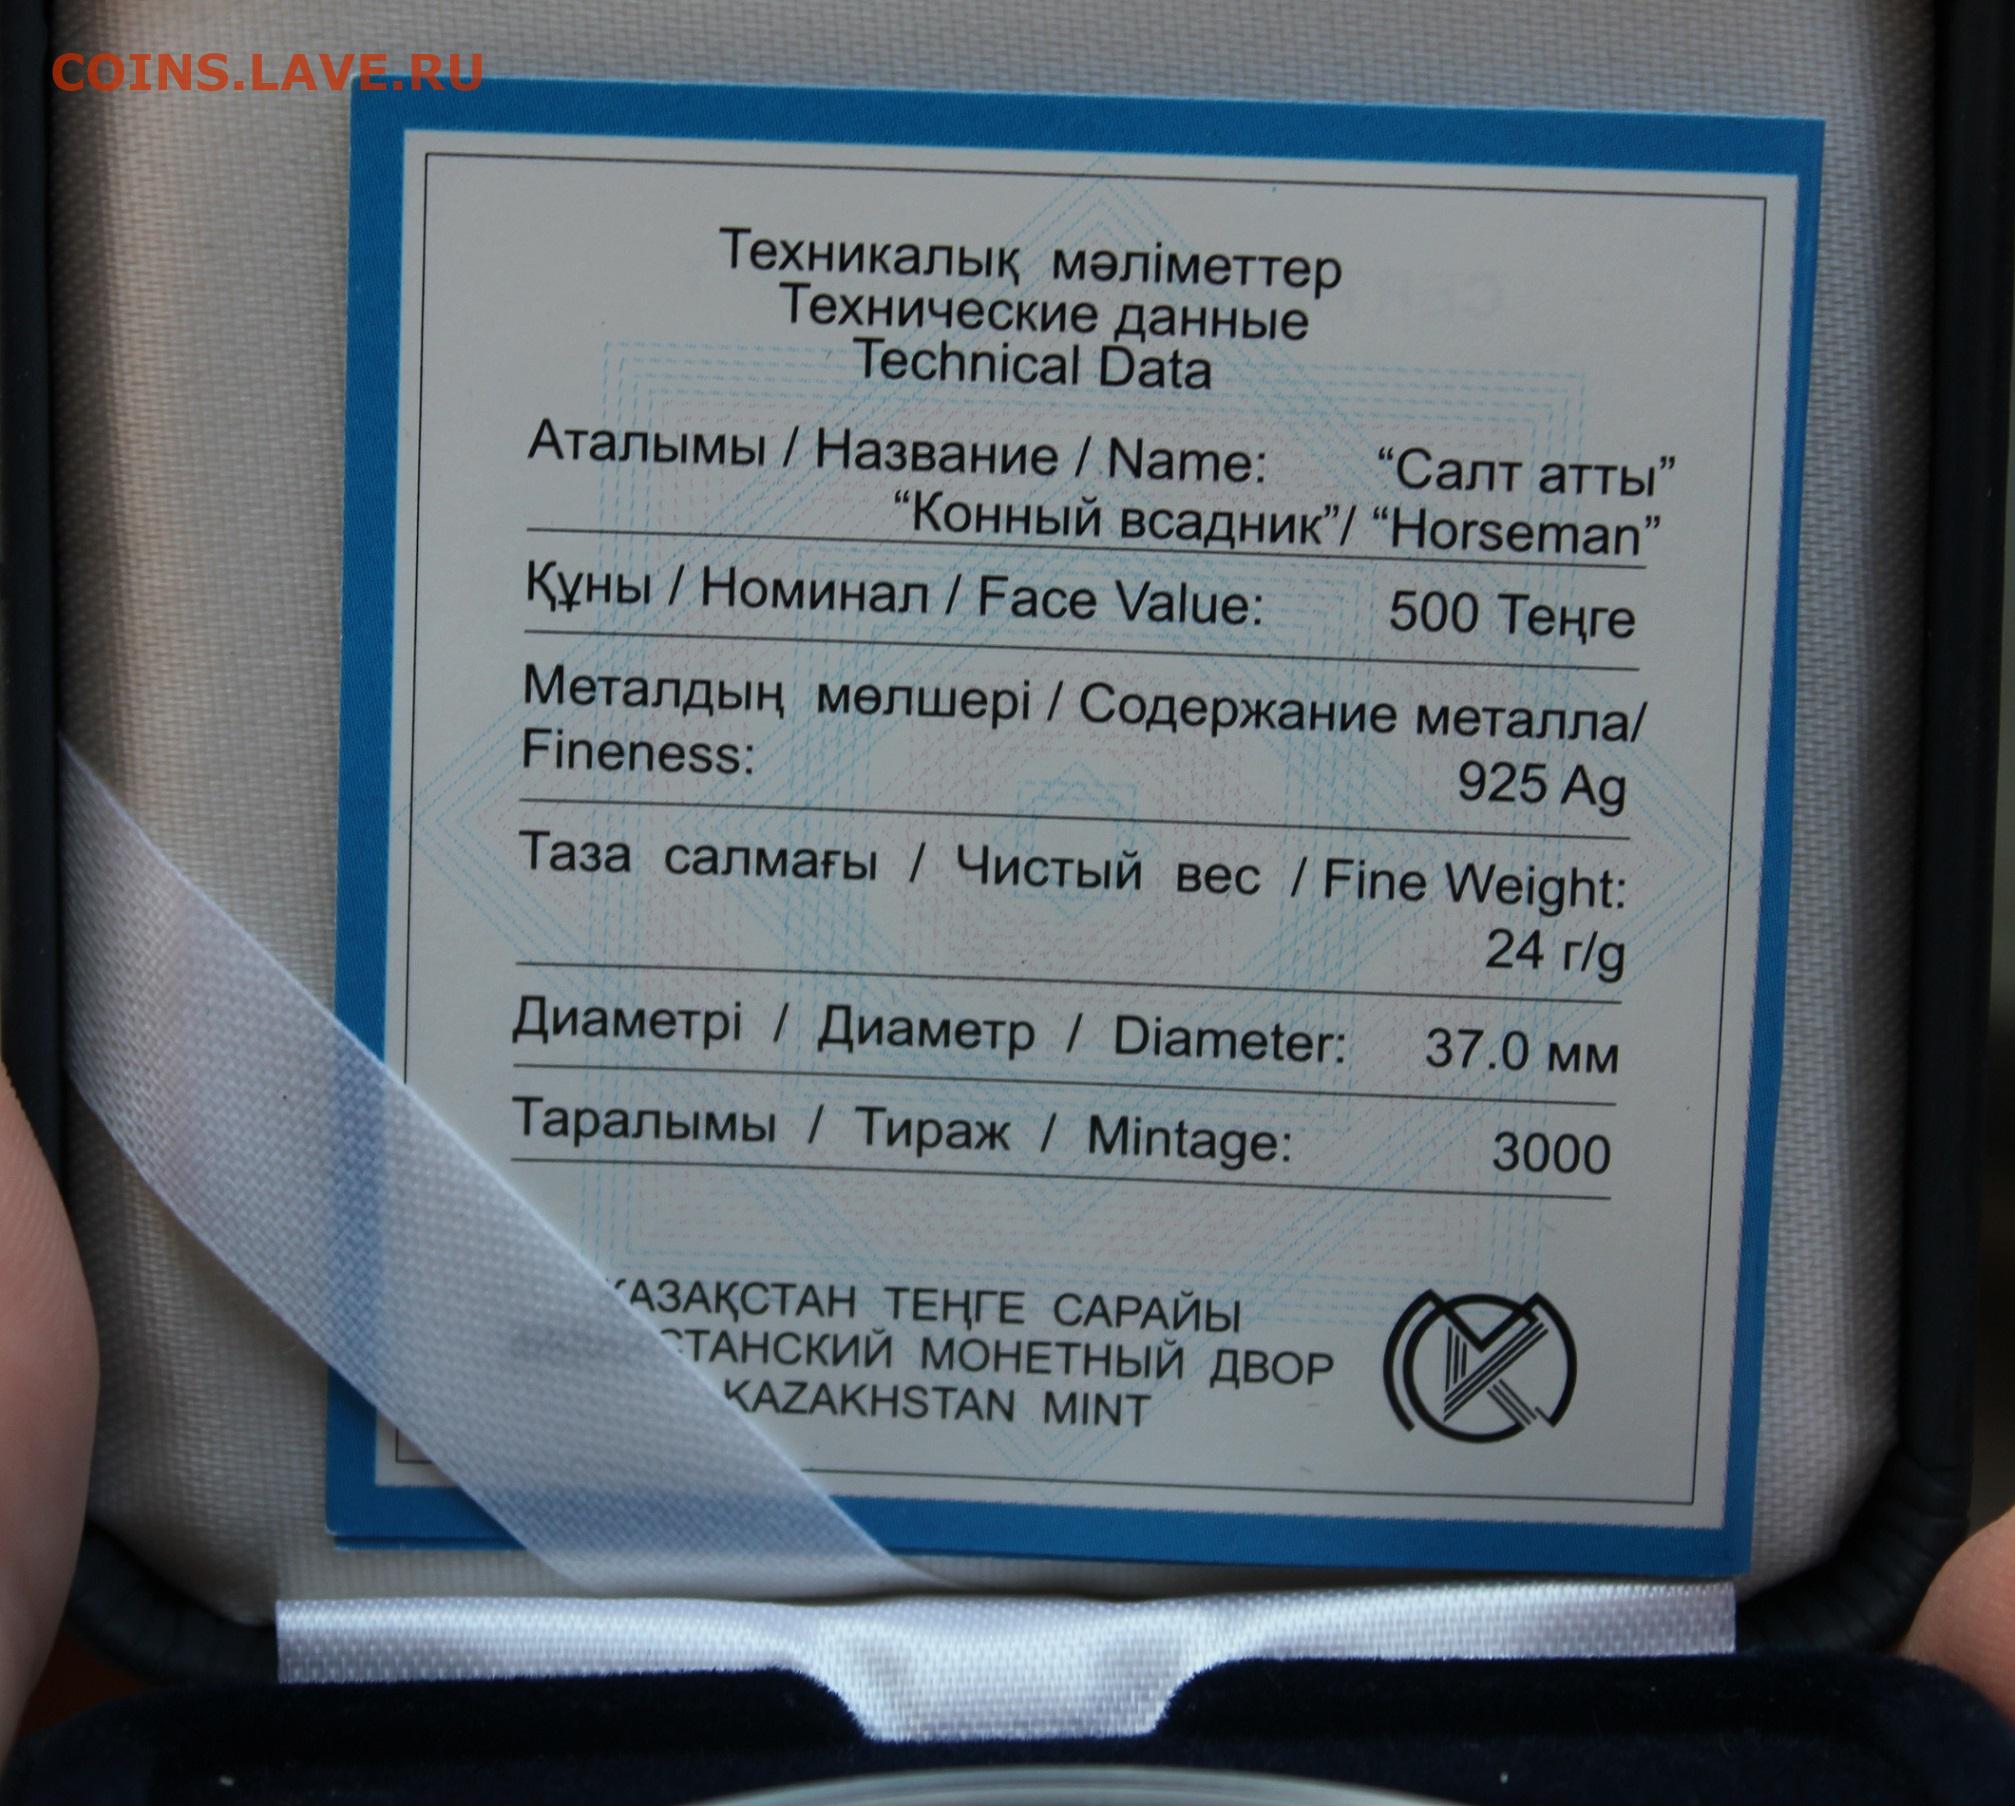 COINS.LAVE.RU
Техникалық мәліметтер
Технические данные
Technical Data
Аталымы / Название / Name: “Салт атты”
“Конный всадник”/ “Horseman”
Құны / Номинал / Face Value: 500 Теңге
Металдың мөлшері / Содержание металла/
Fineness:
925 Ag
Таза салмағы / Чистый вес / Fine Weight:
24 г/g
Диаметрі / Диаметр / Diameter: 37.0 мм
Таралымы / Тираж / Mintage: 3000
ҚАЗАҚСТАН ТЕҢГЕ САРАЙЫ
МОНЕТНЫЙ ДВОР
KAZAKHSTAN MINT